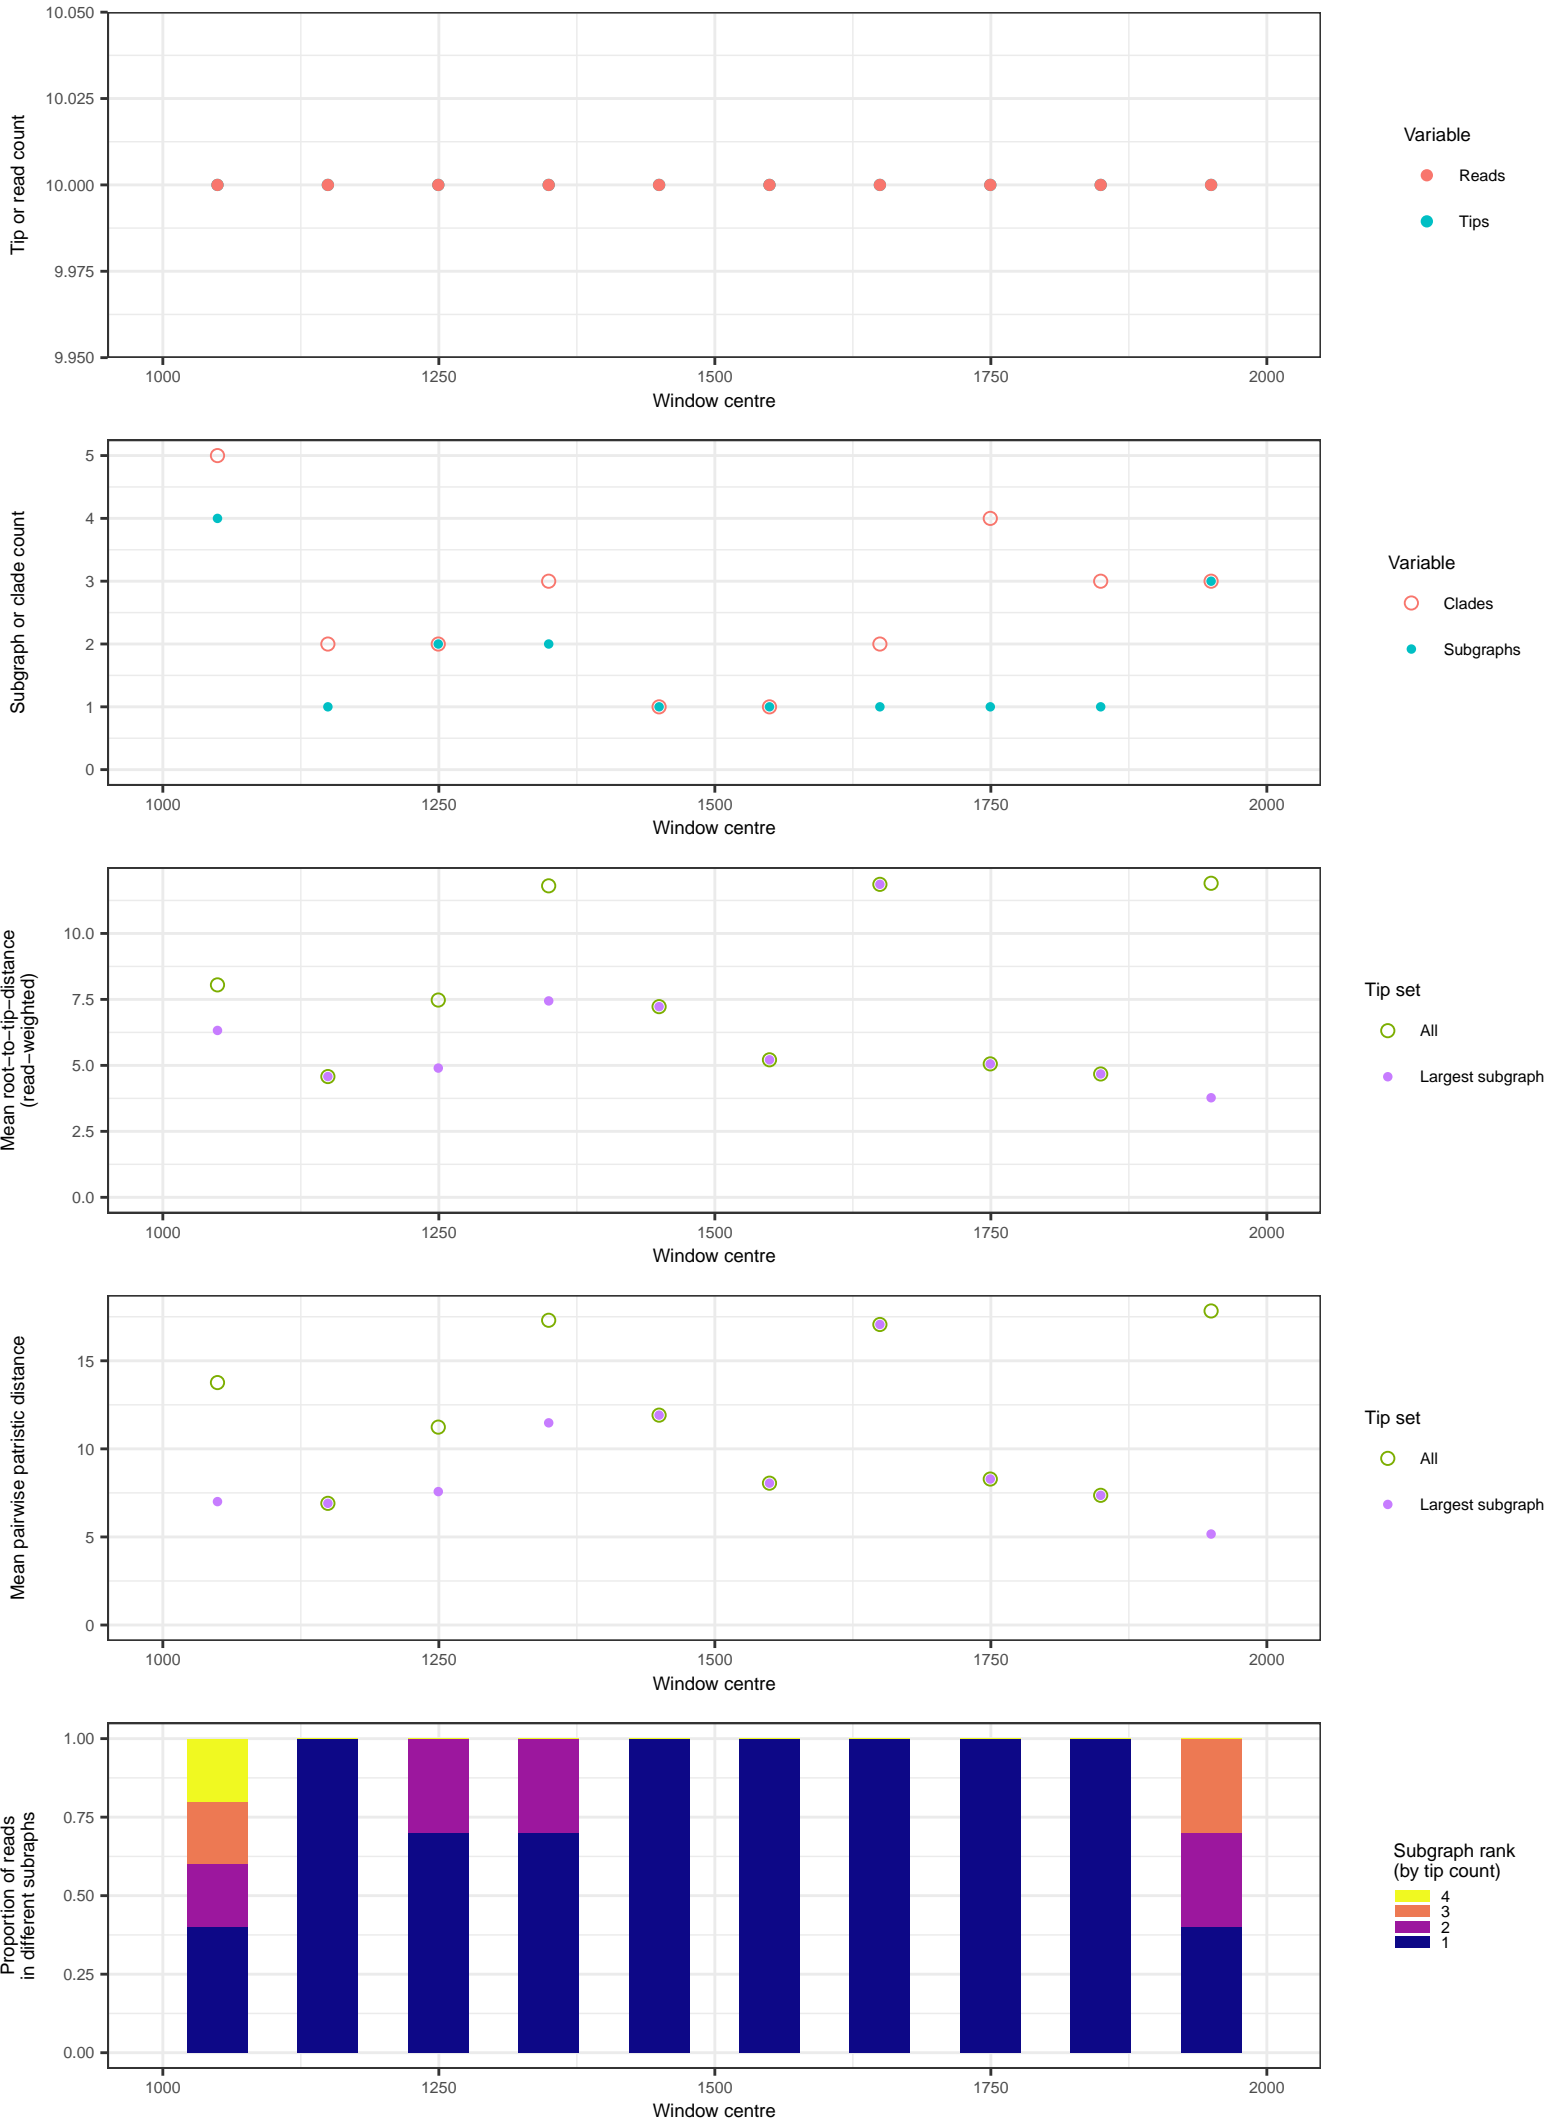 10.050
10.025
10.000
9.975
9.950
Tip or read count
1000 1250 1500 1750 2000
Window centre
Variable
Reads
Tips
5
4
3
2
1
0
Subgraph or clade count
1000 1250 1500 1750 2000
Window centre
Variable
Clades
Subgraphs
10.0
7.5
5.0
2.5
0.0
Mean root−to−tip−distance
(read−weighted)
1000 1250 1500 1750 2000
Window centre
Tip set
All
Largest subgraph
15
10
5
0
Mean pairwise patristic distance
1000 1250 1500 1750 2000
Window centre
Tip set
All
Largest subgraph
1.00
0.75
0.50
0.25
0.00
Proportion of reads
in different subraphs
1000 1250 1500 1750 2000
Window centre
Subgraph rank
(by tip count)
4
3
2
1